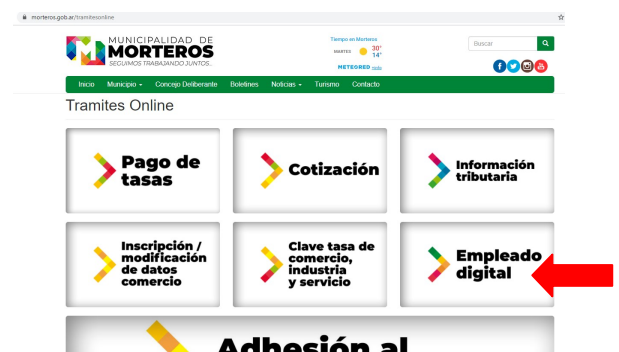 morteros.gob.ar/tramitesonline
MUNICIPALIDAD DE
MORTEROS
SEGUIMOS TRABAJANDO JUNTOS...
Tiempo en Morteros
MARTES 30°
14°
METEORED +info
Buscar
Inicio Municipio Concejo Deliberante Boletines Noticias Turismo Contacto
Tramites Online
Pago de
tasas
Cotización
Información
tributaria
Inscripción /
modificación
de datos
comercio
Clave tasa de
comercio,
industria
y servicio
Empleado
digital
Adhesión al